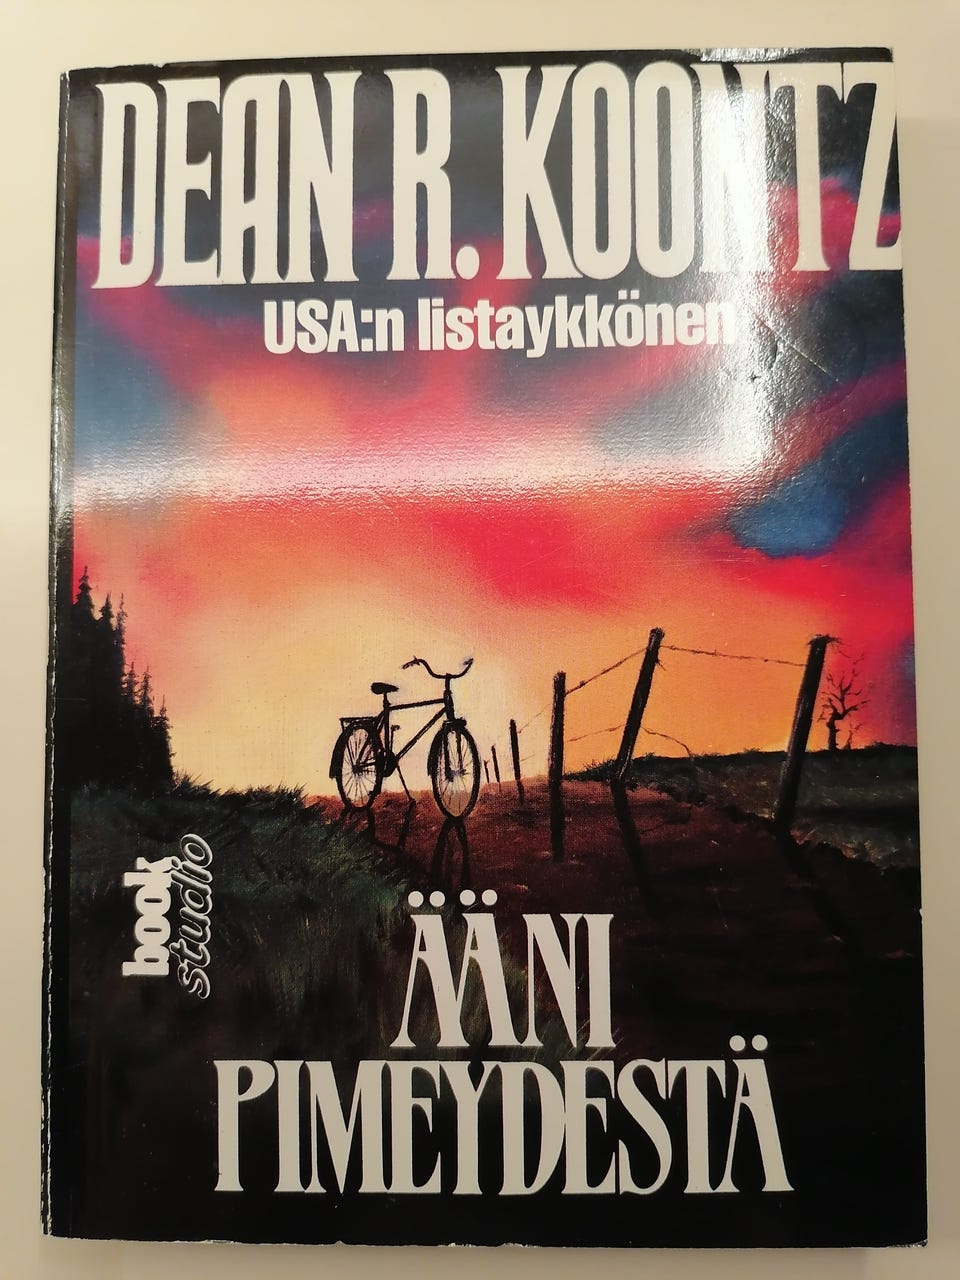 DEAN R. KOONTZ
USA:n listaykkönen
book
studio
ÄÄNI
PIMEYDESTÄ